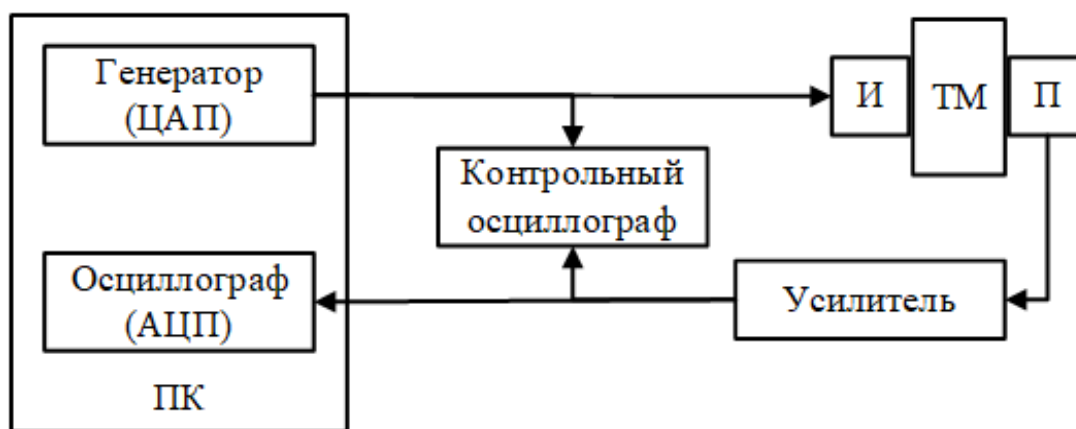 Генератор
(ЦАП)
И
ТМ
П
Контрольный
осциллограф
Осциллограф
(АЦП)
Усилитель
ПК